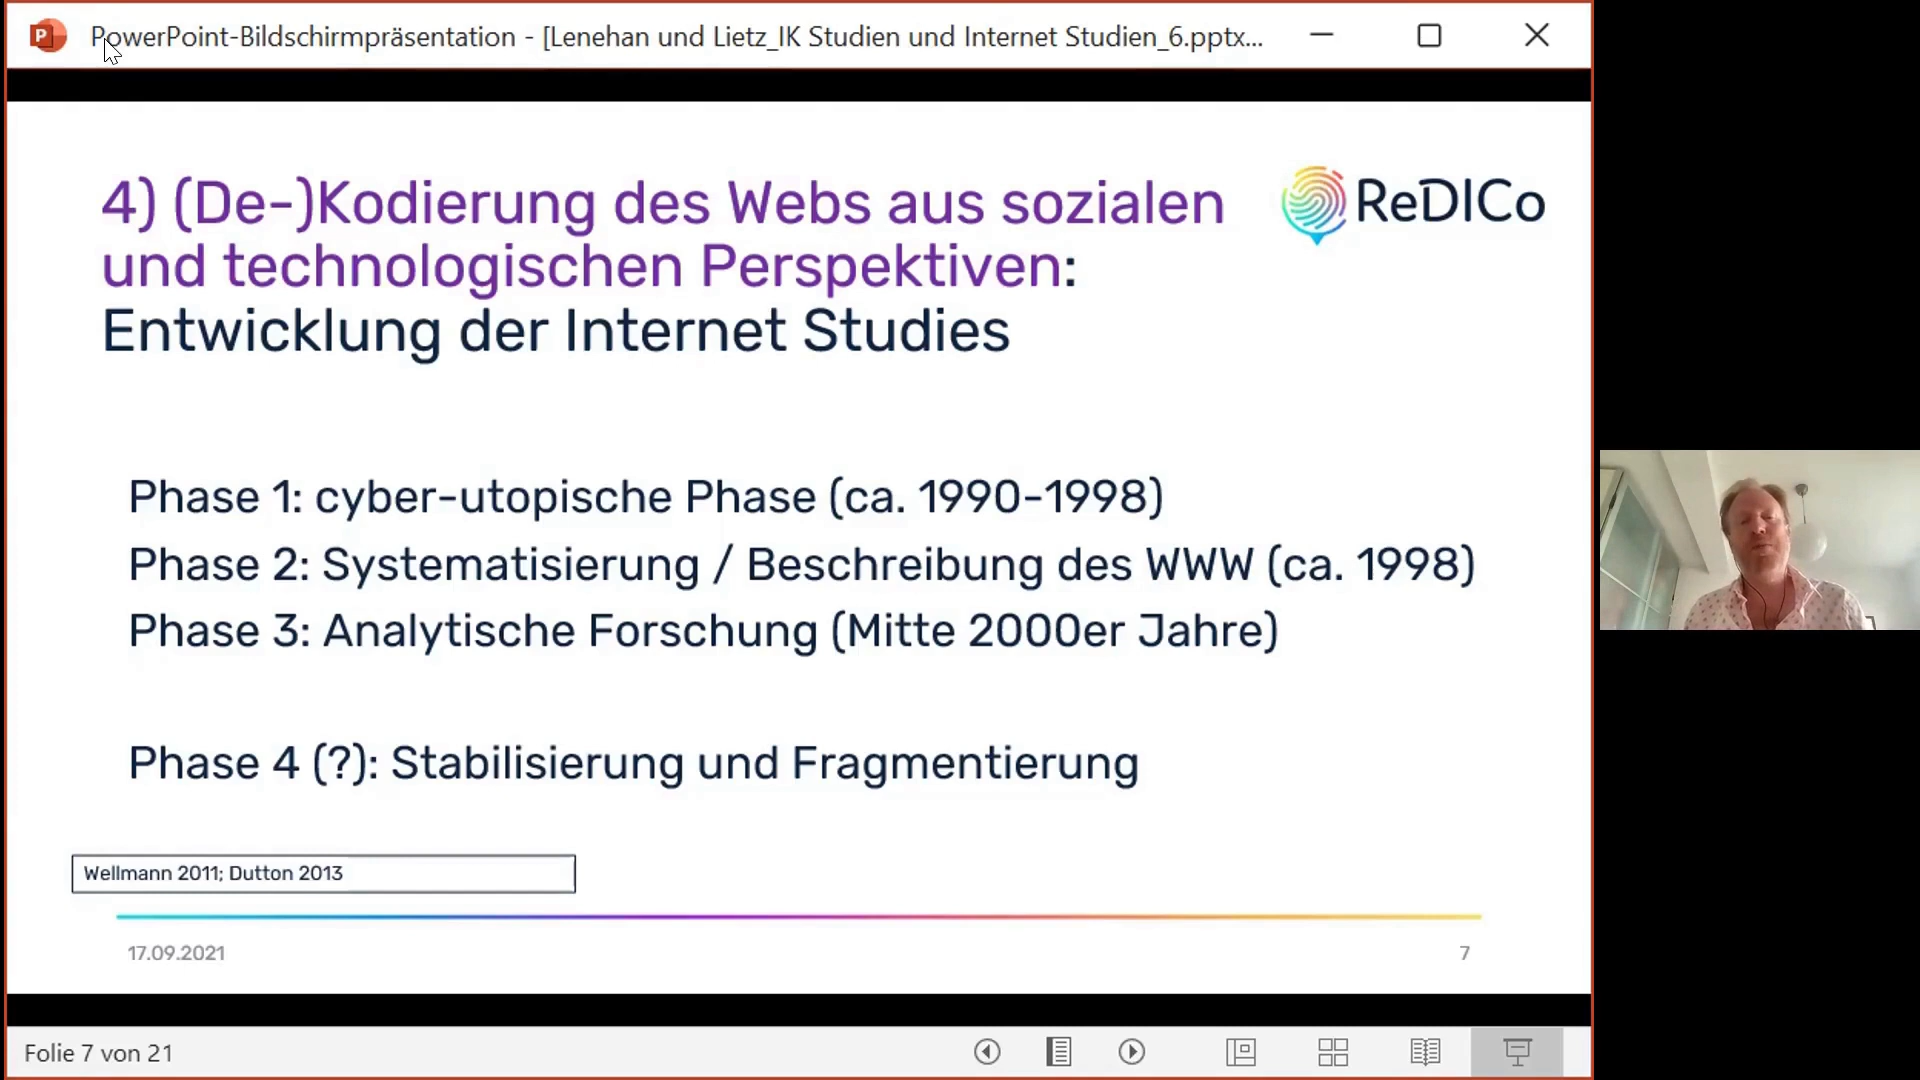 PowerPoint-Bildschirmpräsentation - [Lenehan und Lietz_IK Studien und Internet Studien_6.pptx...
4) (De-)Kodierung des Webs aus sozialen
und technologischen Perspektiven:
Entwicklung der Internet Studies
ReDICo
Phase 1: cyber-utopische Phase (ca. 1990-1998)
Phase 2: Systematisierung / Beschreibung des WWW (ca. 1998)
Phase 3: Analytische Forschung (Mitte 2000er Jahre)
Phase 4 (?): Stabilisierung und Fragmentierung
Wellmann 2011; Dutton 2013
17.09.2021
7
Folie 7 von 21